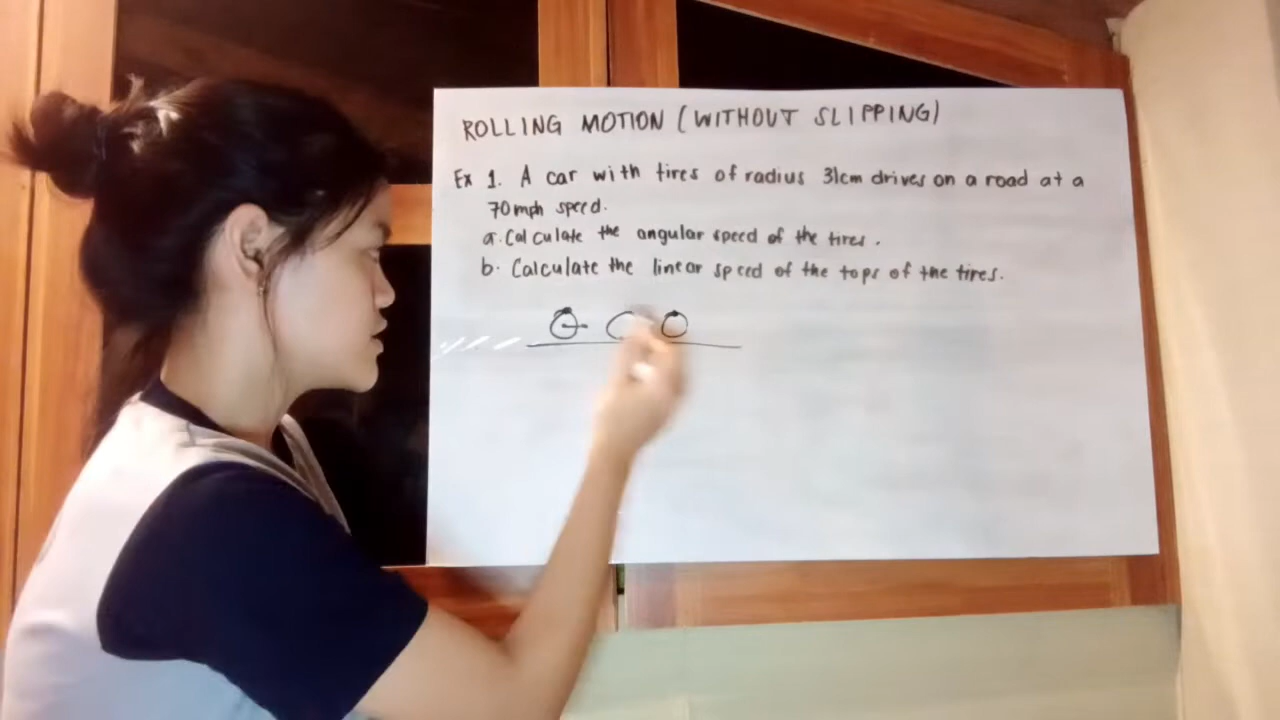 ROLLING MOTION (WITHOUT SLIPPING)
Ex 1. A car with tires of radius 31cm drives on a road at a
70mph speed.
a. Calculate the angular speed of the tires.
b. Calculate the linear speed of the tops of the tires.